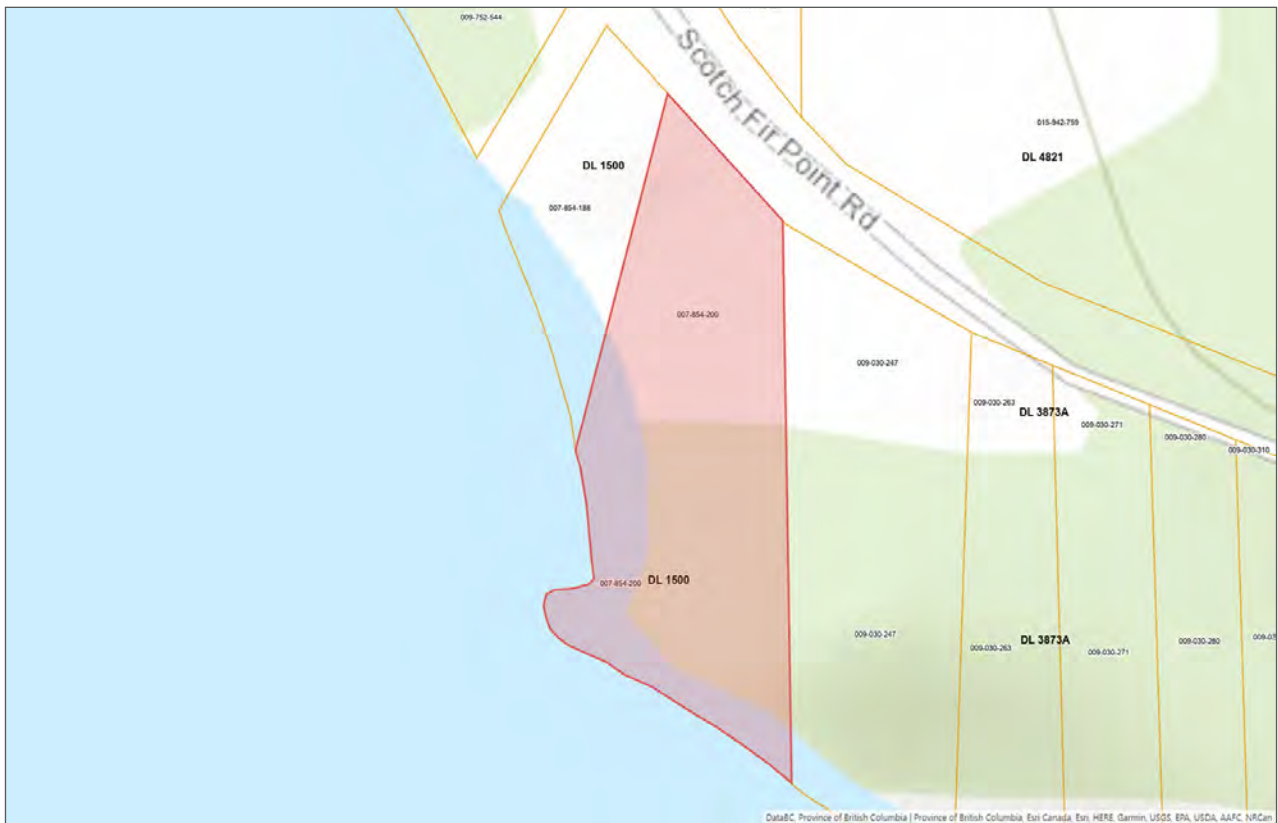 009-752-544
Scotch Fir Point Rd
015-942-759
DL 4821
DL 1500
007-854-188
007-854-200
009-030-247
009-030-263
DL 3873A
009-030-271
009-030-280
009-030-310
007-854-200
DL 1500
009-030-247
009-030-263
DL 3873A
009-030-271
009-030-280
009-03
DataBC, Province of British Columbia | Province of British Columbia, Esri Canada, Esri, HERE, Garmin, USGS, EPA, USDA, AAFC, NRCan